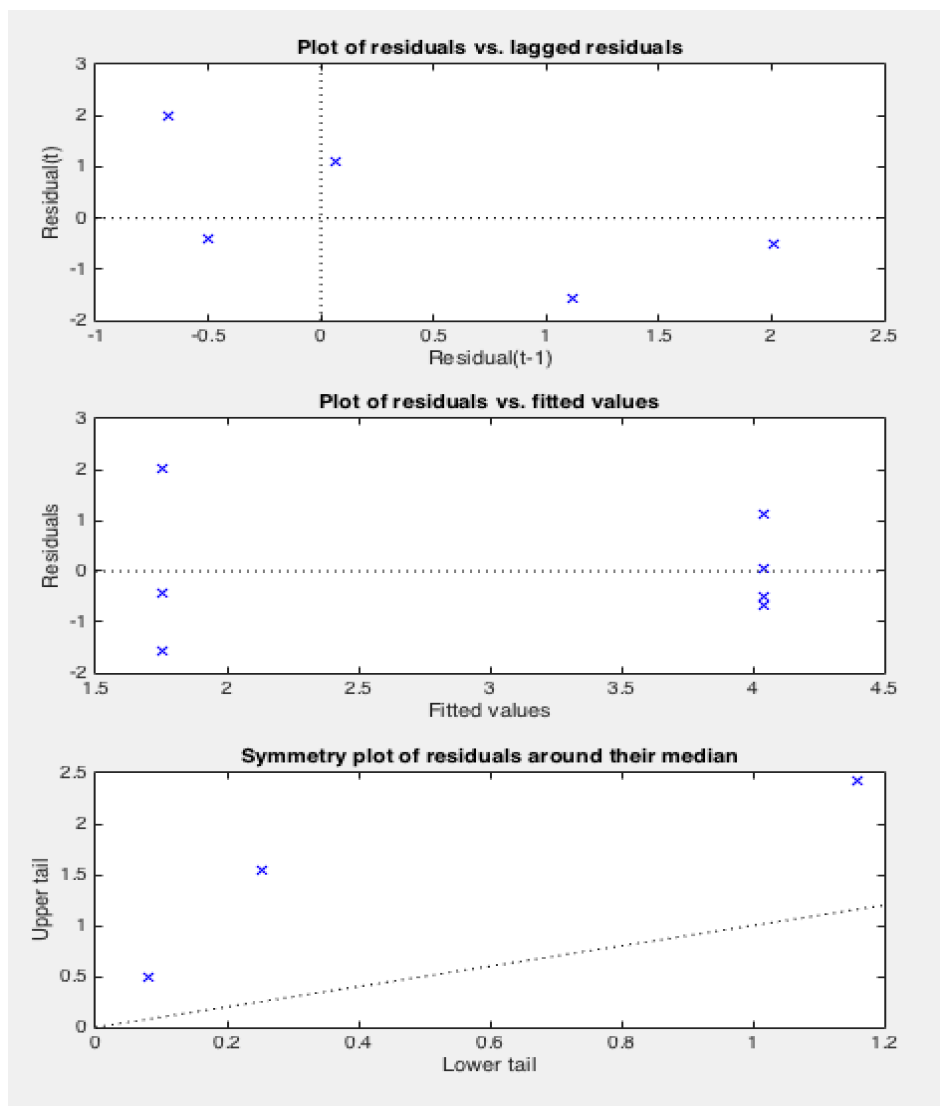 Plot of residuals vs. lagged residuals
3
2
1
0
-1
-2
Residual(t)
-1 -0.5 0 0.5 1 1.5 2 2.5
Residual(t-1)
Plot of residuals vs. fitted values
3
2
1
0
-1
-2
Residuals
1.5 2 2.5 3 3.5 4 4.5
Fitted values
Symmetry plot of residuals around their median
2.5
2
1.5
1
0.5
0
Upper tail
0 0.2 0.4 0.6 0.8 1 1.2
Lower tail